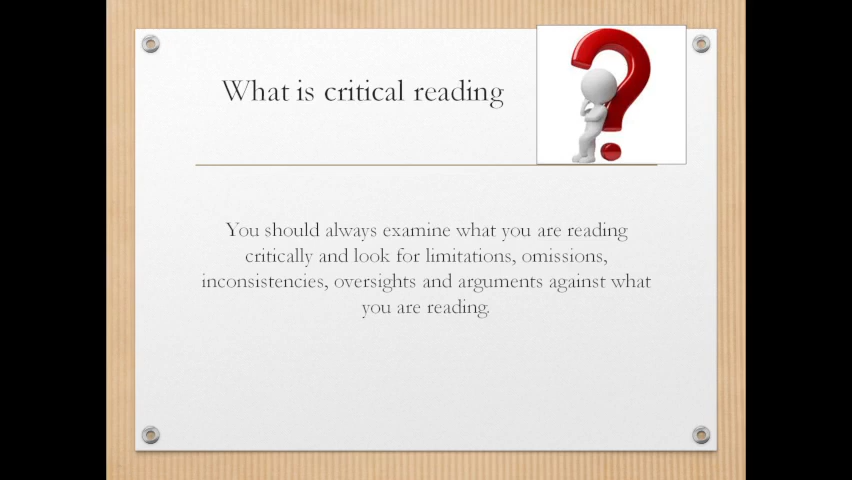 What is critical reading
You should always examine what you are reading
critically and look for limitations, omissions,
inconsistencies, oversights and arguments against what
you are reading.